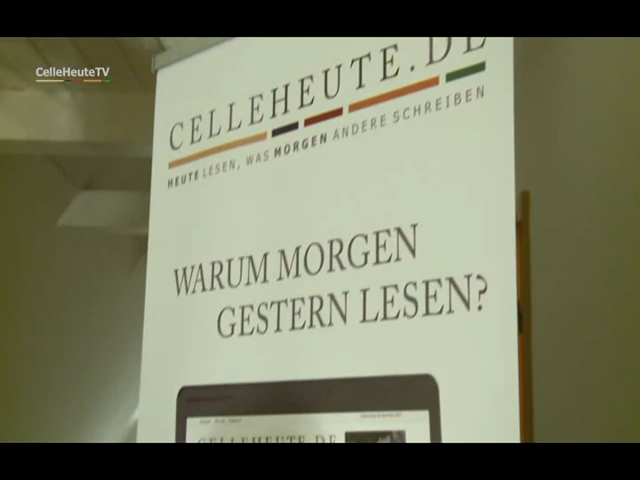 CelleHeuteTV
CELLEHEUTE.DE
HEUTE LESEN, WAS MORGEN ANDERE SCHREIBEN
WARUM MORGEN
GESTERN LESEN?
CELLEHEUTE.DE